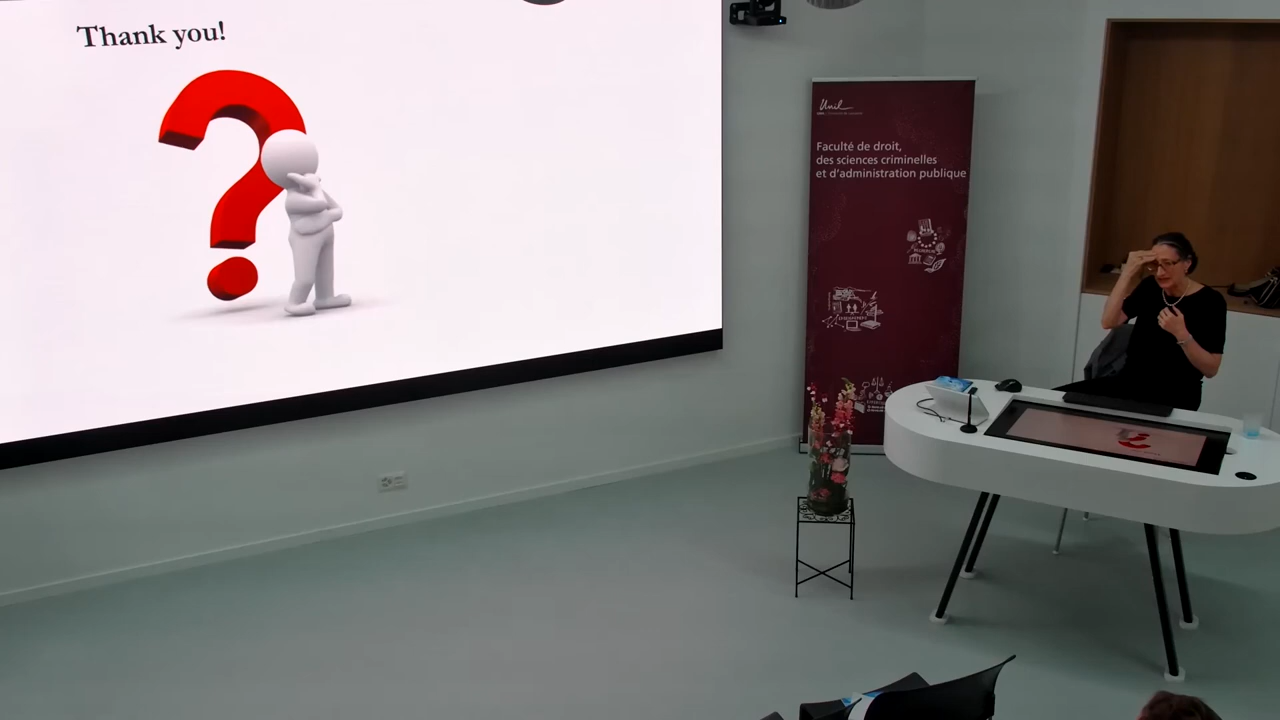 Thank you!
Unil
Faculté de droit,
des sciences criminelles
et d'administration publique